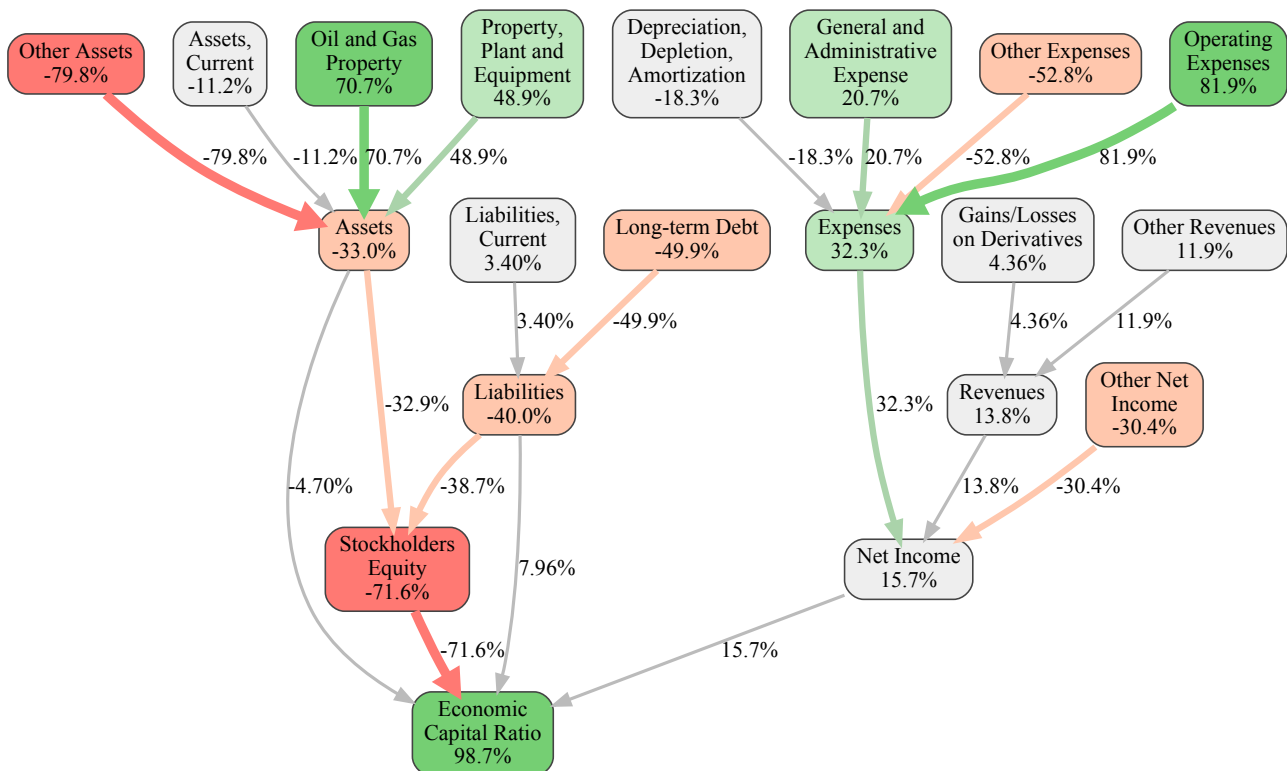 Other Assets
-79.8%
Assets,
Current
-11.2%
Oil and Gas
Property
70.7%
Property,
Plant and
Equipment
48.9%
Depreciation,
Depletion,
Amortization
-18.3%
General and
Administrative
Expense
20.7%
Other Expenses
-52.8%
Operating
Expenses
81.9%
-79.8%
-11.2%
70.7%
48.9%
-18.3%
20.7%
-52.8%
81.9%
Assets
-33.0%
Liabilities,
Current
3.40%
Long-term Debt
-49.9%
Expenses
32.3%
Gains/Losses
on Derivatives
4.36%
Other Revenues
11.9%
3.40%
-49.9%
4.36%
11.9%
-32.9%
Liabilities
-40.0%
32.3%
Revenues
13.8%
Other Net
Income
-30.4%
-4.70%
-38.7%
13.8%
-30.4%
Stockholders
Equity
-71.6%
7.96%
Net Income
15.7%
-71.6%
15.7%
Economic
Capital Ratio
98.7%